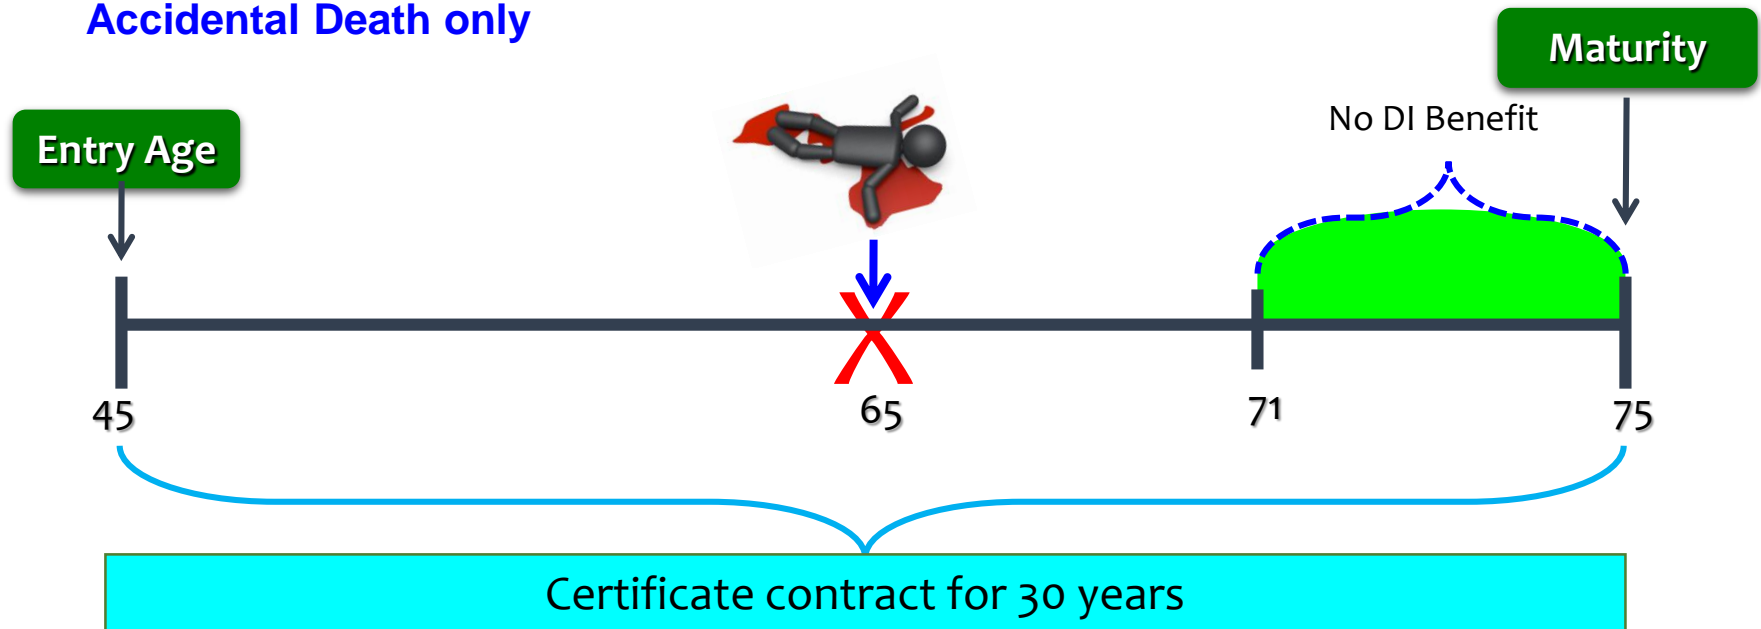 Accidental Death only
Maturity
No DI Benefit
Entry Age
45
65
71
75
Certificate contract for 30 years